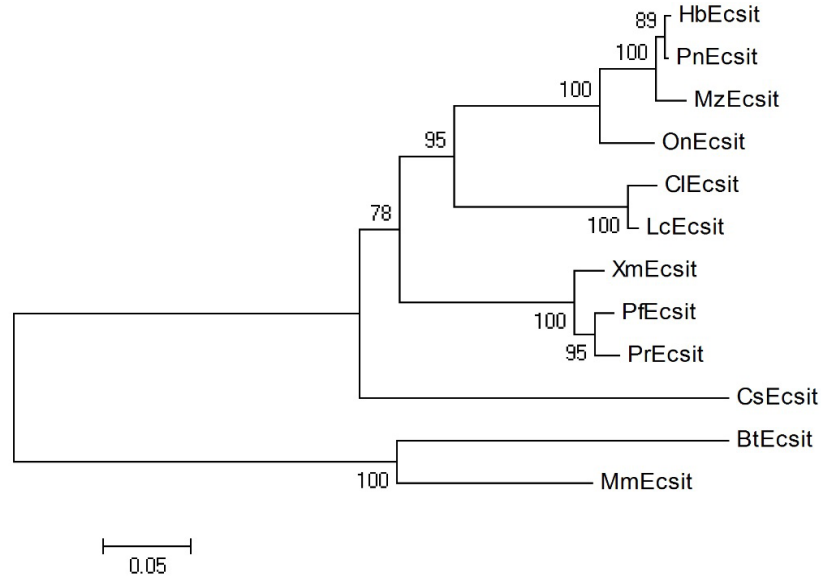 89
HbEcsit
100
PnEcsit
100
MzEcsit
95
OnEcsit
ClEcsit
78
100
LcEcsit
XmEcsit
100
PfEcsit
95
PrEcsit
CsEcsit
BtEcsit
100
MmEcsit
0.05